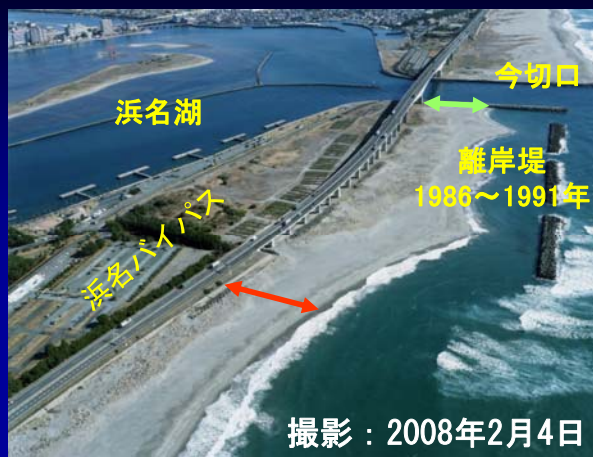 今切口
浜名湖
離岸堤
1986～1991年
浜名バイパス
撮影：2008年2月4日